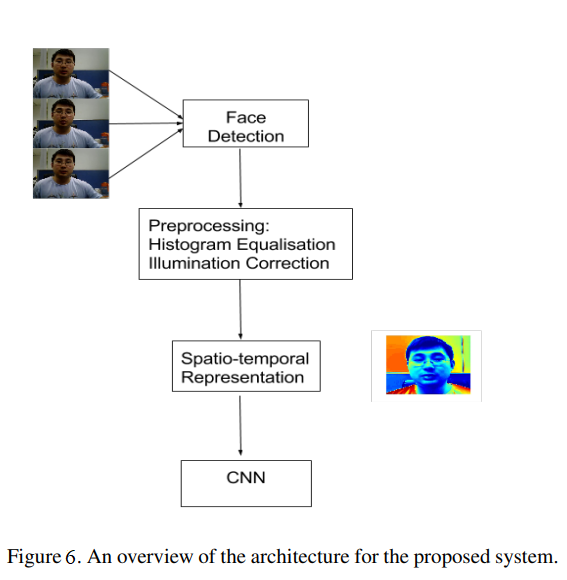 Face
Detection
Preprocessing:
Histogram Equalisation
Illumination Correction
Spatio-temporal
Representation
CNN
Figure 6. An overview of the architecture for the proposed system.